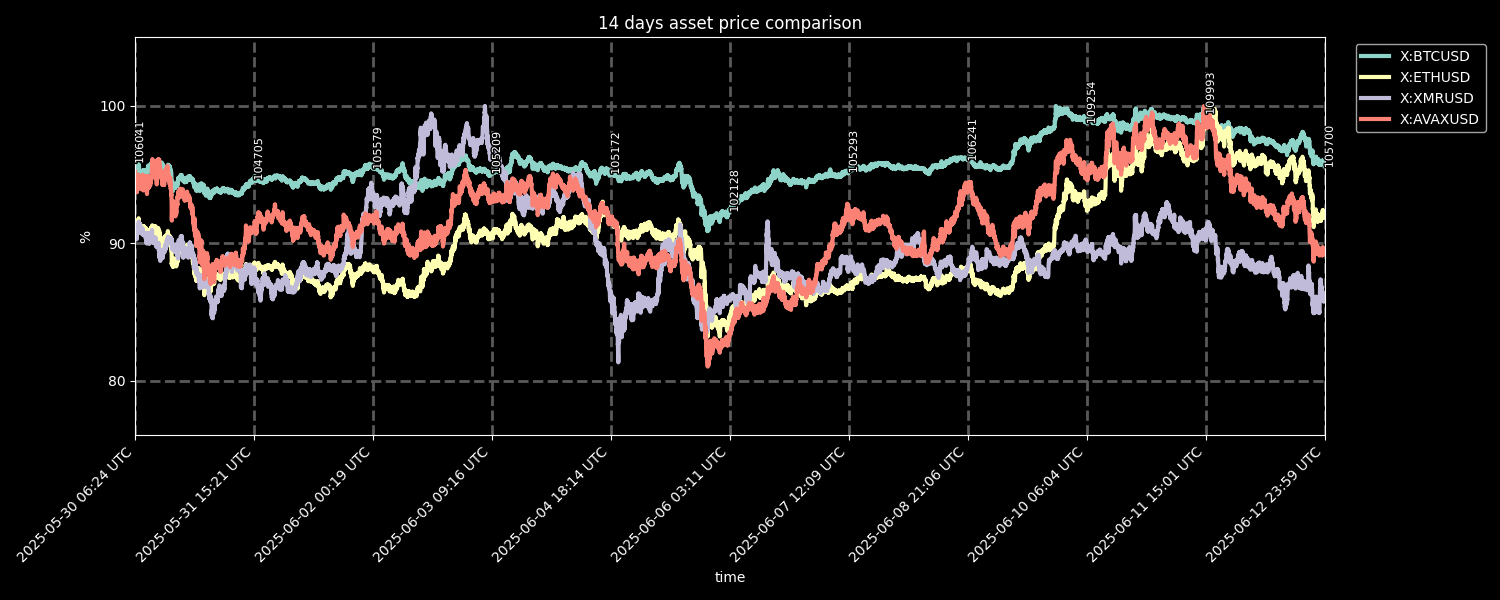 14 days asset price comparison
X:BTCUSD
X:ETHUSD
X:XMRUSD
X:AVAXUSD
100
90
80
%
106041
104705
105579
105209
105172
102128
105293
106241
109254
109993
105700
2025-05-30 06:24 UTC
2025-05-31 15:21 UTC
2025-06-02 00:19 UTC
2025-06-03 09:16 UTC
2025-06-04 18:14 UTC
2025-06-06 03:11 UTC
2025-06-07 12:09 UTC
2025-06-08 21:06 UTC
2025-06-10 06:04 UTC
2025-06-11 15:01 UTC
2025-06-12 23:59 UTC
time